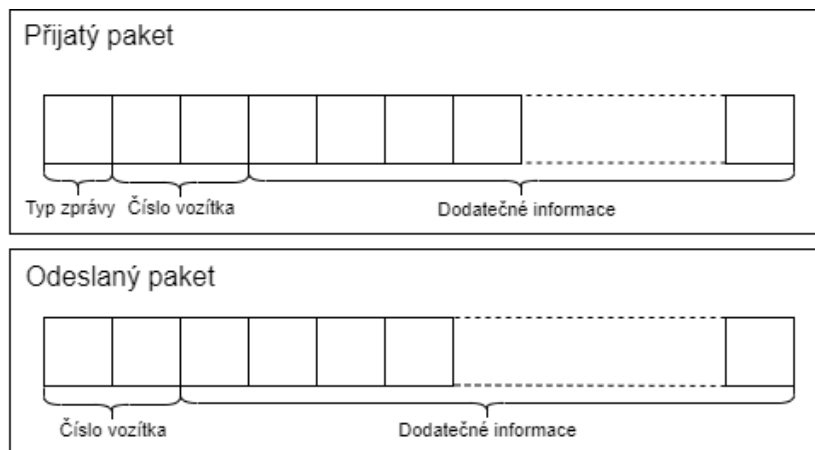 Přijatý paket
Typ zprávy Číslo vozítka Dodatečné informace
Odeslaný paket
Číslo vozítka Dodatečné informace